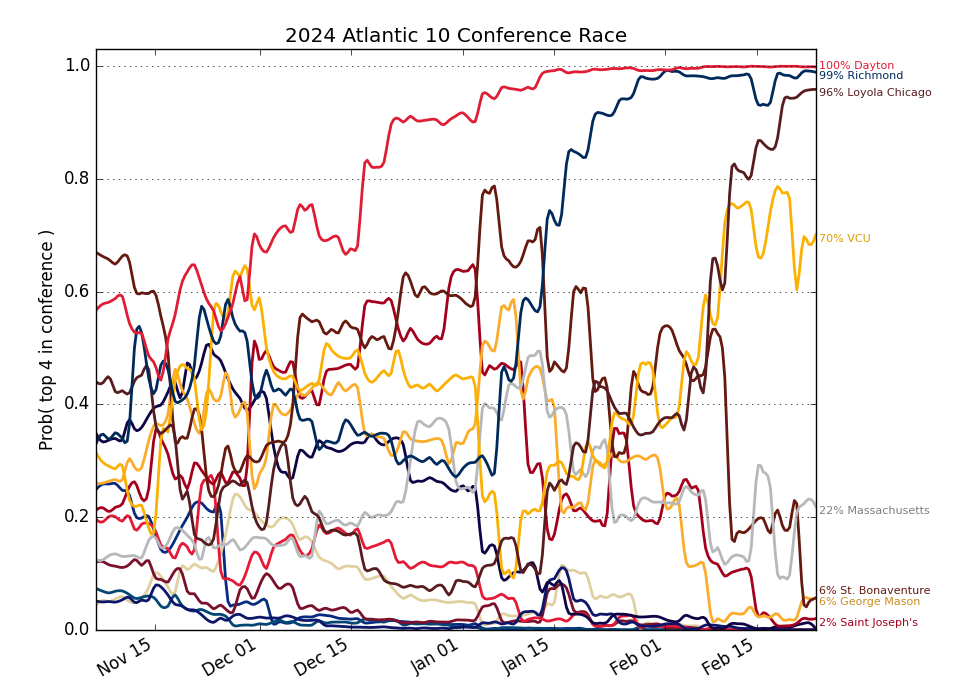 2024 Atlantic 10 Conference Race
Prob( top 4 in conference )
1.0
0.8
0.6
0.4
0.2
0.0
Nov 15
Dec 01
Dec 15
Jan 01
Jan 15
Feb 01
Feb 15
100% Dayton
99% Richmond
96% Loyola Chicago
70% VCU
22% Massachusetts
6% St. Bonaventure
6% George Mason
2% Saint Joseph's